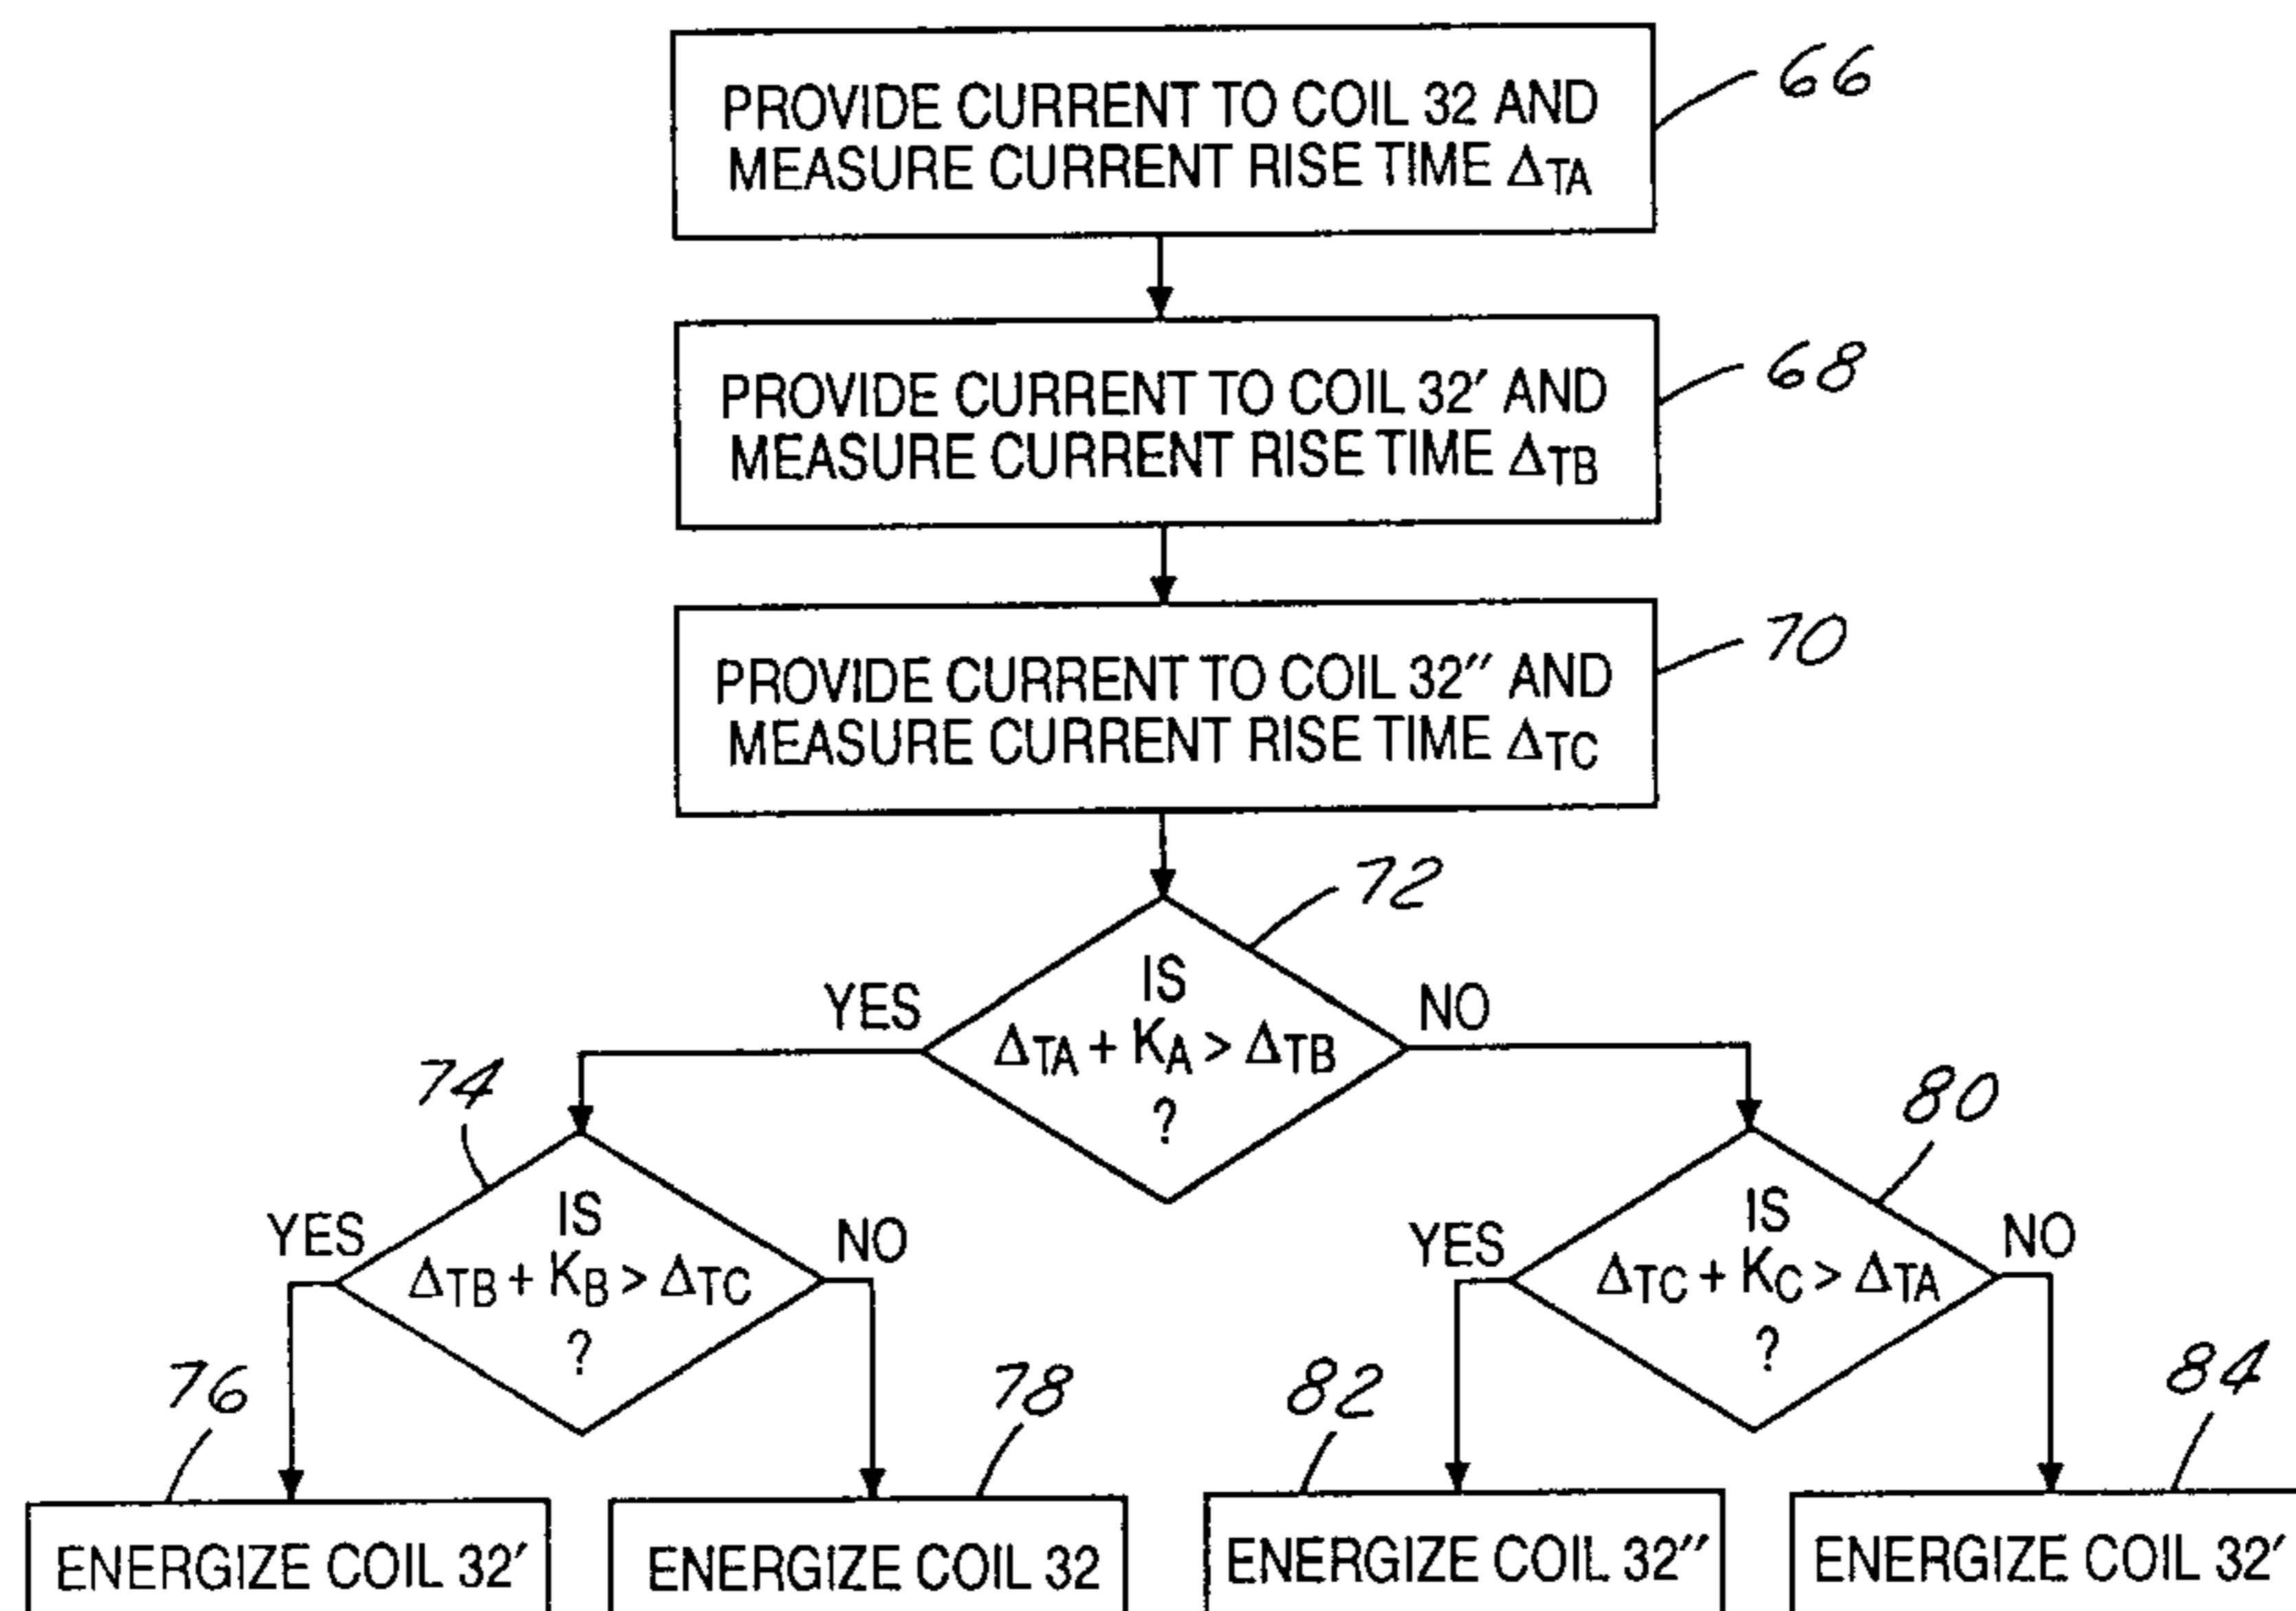 PROVIDE CURRENT TO COIL 32 AND
MEASURE CURRENT RISE TIME ΔTA
66
PROVIDE CURRENT TO COIL 32′ AND
MEASURE CURRENT RISE TIME ΔTB
68
PROVIDE CURRENT TO COIL 32″ AND
MEASURE CURRENT RISE TIME ΔTC
70
72
IS
ΔTA + KA > ΔTB
?
YES
NO
74
IS
ΔTB + KB > ΔTC
?
YES
NO
80
IS
ΔTC + KC > ΔTA
?
YES
NO
76
ENERGIZE COIL 32′
78
ENERGIZE COIL 32
82
ENERGIZE COIL 32″
84
ENERGIZE COIL 32′